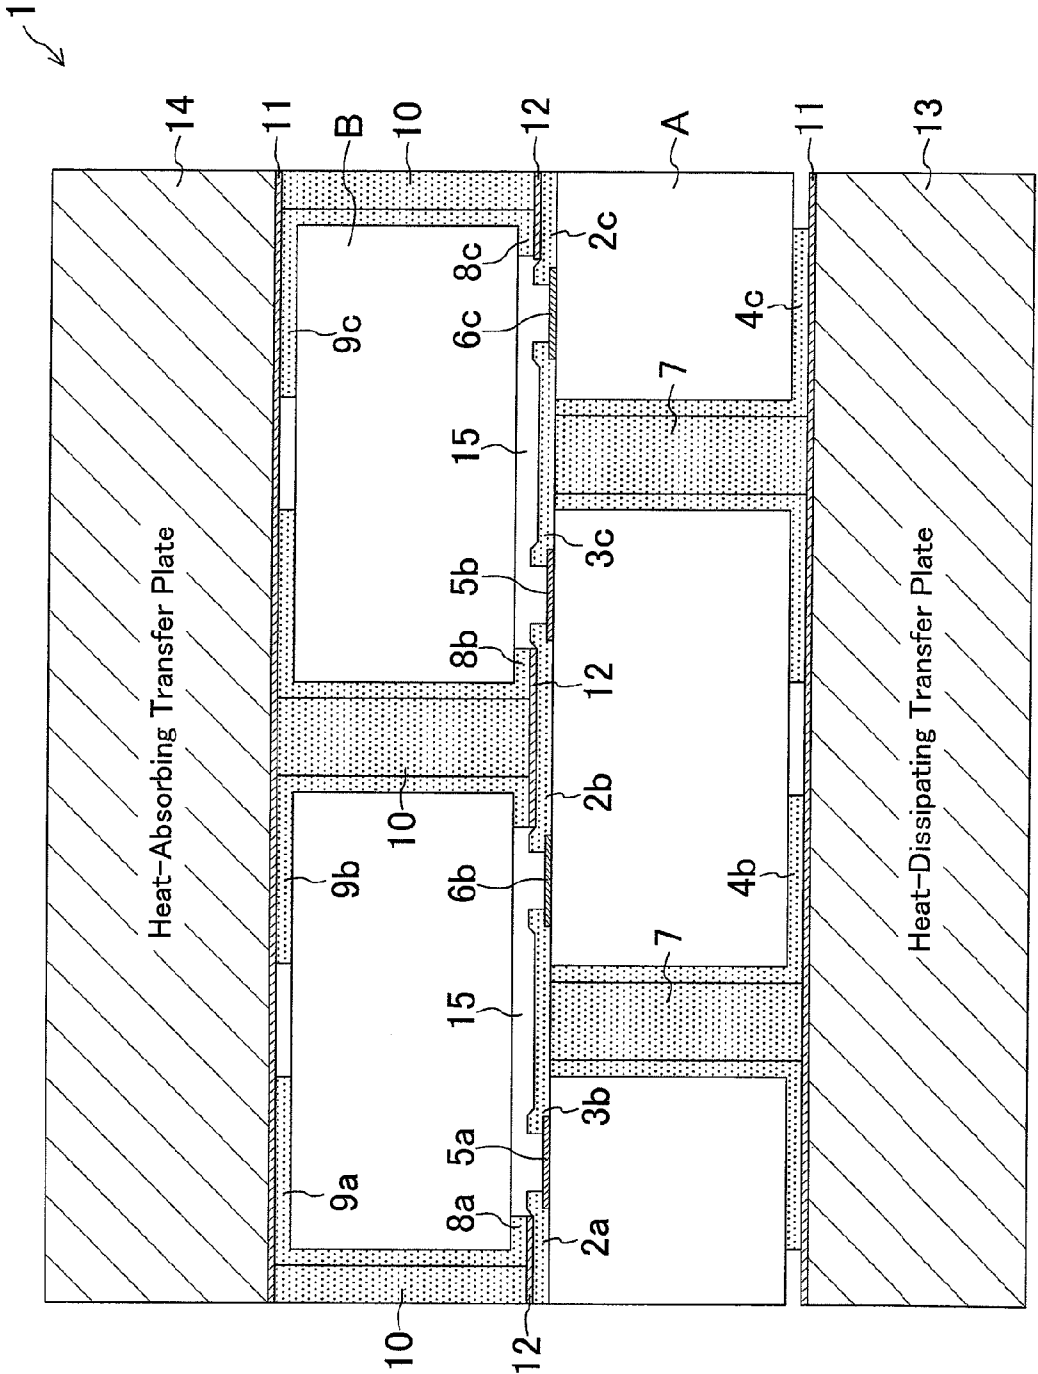 1
14
11
B
10
12
A
11
13
Heat-Absorbing Transfer Plate
9c
8c
2c
6c
4c
7
15
3c
5b
8b
12
10
2b
9b
6b
4b
7
15
3b
5a
9a
8a
2a
10
12
Heat-Dissipating Transfer Plate